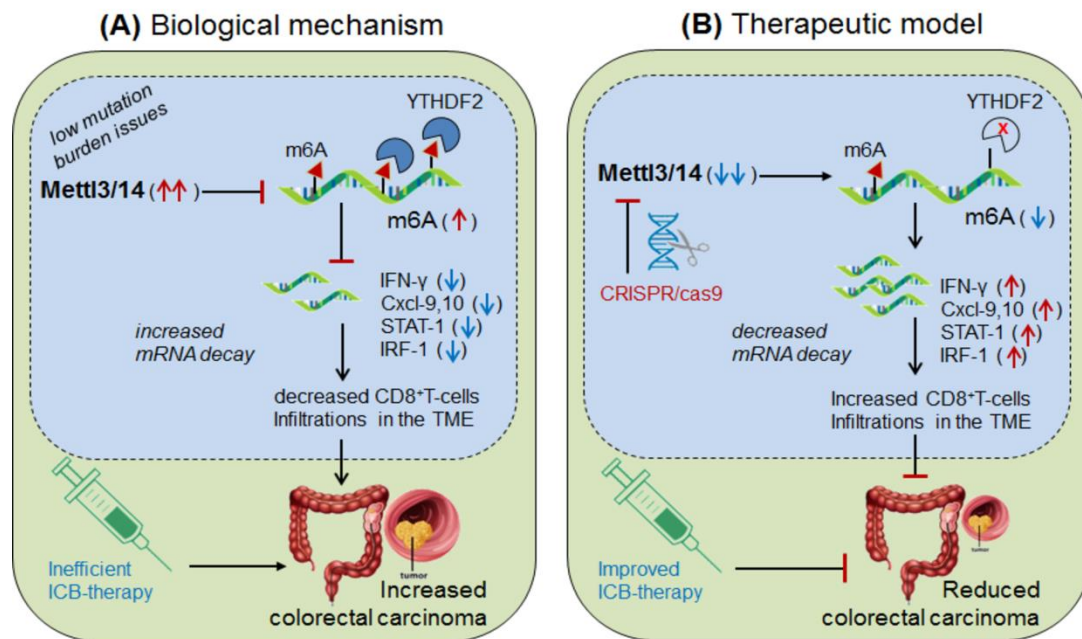 (A) Biological mechanism
low mutation
burden issues
YTHDF2
m6A
Mettl3/14 (↑↑)
m6A (↑)
IFN-γ (↓)
Cxcl-9,10 (↓)
STAT-1 (↓)
IRF-1 (↓)
increased
mRNA decay
decreased CD8⁺T-cells
Infiltrations in the TME
Inefficient
ICB-therapy
tumor
Increased
colorectal carcinoma
(B) Therapeutic model
YTHDF2
X
m6A
Mettl3/14 (↓↓)
m6A (↓)
CRISPR/cas9
IFN-γ (↑)
Cxcl-9,10 (↑)
STAT-1 (↑)
IRF-1 (↑)
decreased
mRNA decay
Increased CD8⁺T-cells
Infiltrations in the TME
Improved
ICB-therapy
tumor
Reduced
colorectal carcinoma